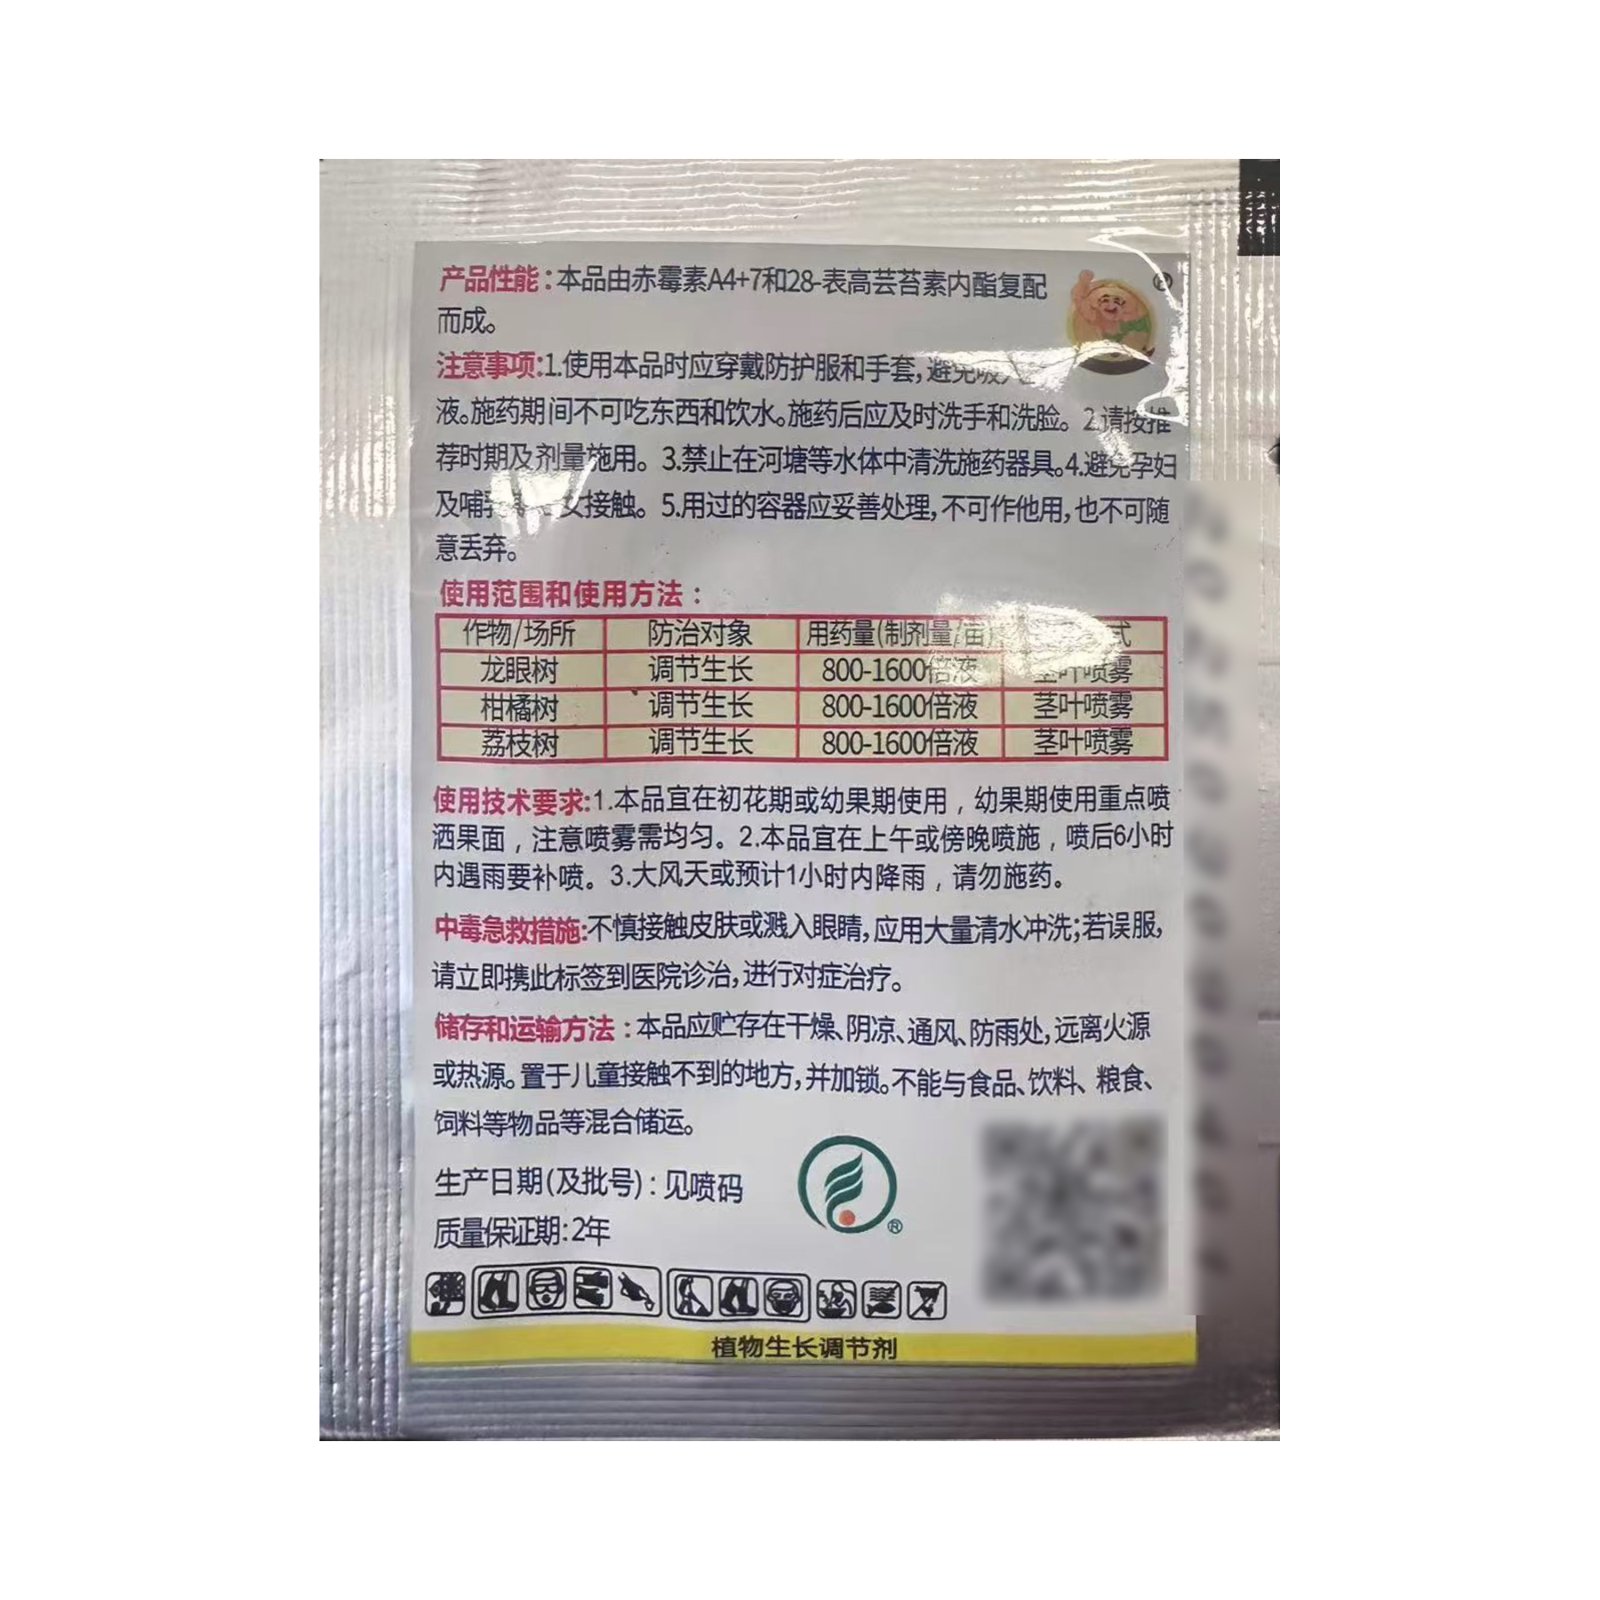 产品性能：本品由赤霉素A4+7和28-表高芸苔素内酯复配
而成。
注意事项:1.使用本品时应穿戴防护服和手套,避免吸入
液。施药期间不可吃东西和饮水。施药后应及时洗手和洗脸。2.请按推
荐时期及剂量施用。3.禁止在河塘等水体中清洗施药器具。4.避免孕妇
及哺乳 女接触。5.用过的容器应妥善处理,不可作他用,也不可随
意丢弃。
使用范围和使用方法：
作物/场所 防治对象 用药量(制剂量/亩) 式
龙眼树 调节生长 800-1600倍液 茎叶喷雾
柑橘树 调节生长 800-1600倍液 茎叶喷雾
荔枝树 调节生长 800-1600倍液 茎叶喷雾
使用技术要求:1.本品宜在初花期或幼果期使用，幼果期使用重点喷
洒果面，注意喷雾需均匀。2.本品宜在上午或傍晚喷施，喷后6小时
内遇雨要补喷。3.大风天或预计1小时内降雨，请勿施药。
中毒急救措施:不慎接触皮肤或溅入眼睛,应用大量清水冲洗;若误服,
请立即携此标签到医院诊治,进行对症治疗。
储存和运输方法：本品应贮存在干燥、阴凉、通风、防雨处,远离火源
或热源。置于儿童接触不到的地方,并加锁。不能与食品、饮料、粮食、
饲料等物品等混合储运。
生产日期(及批号)：见喷码
质量保证期:2年
植物生长调节剂